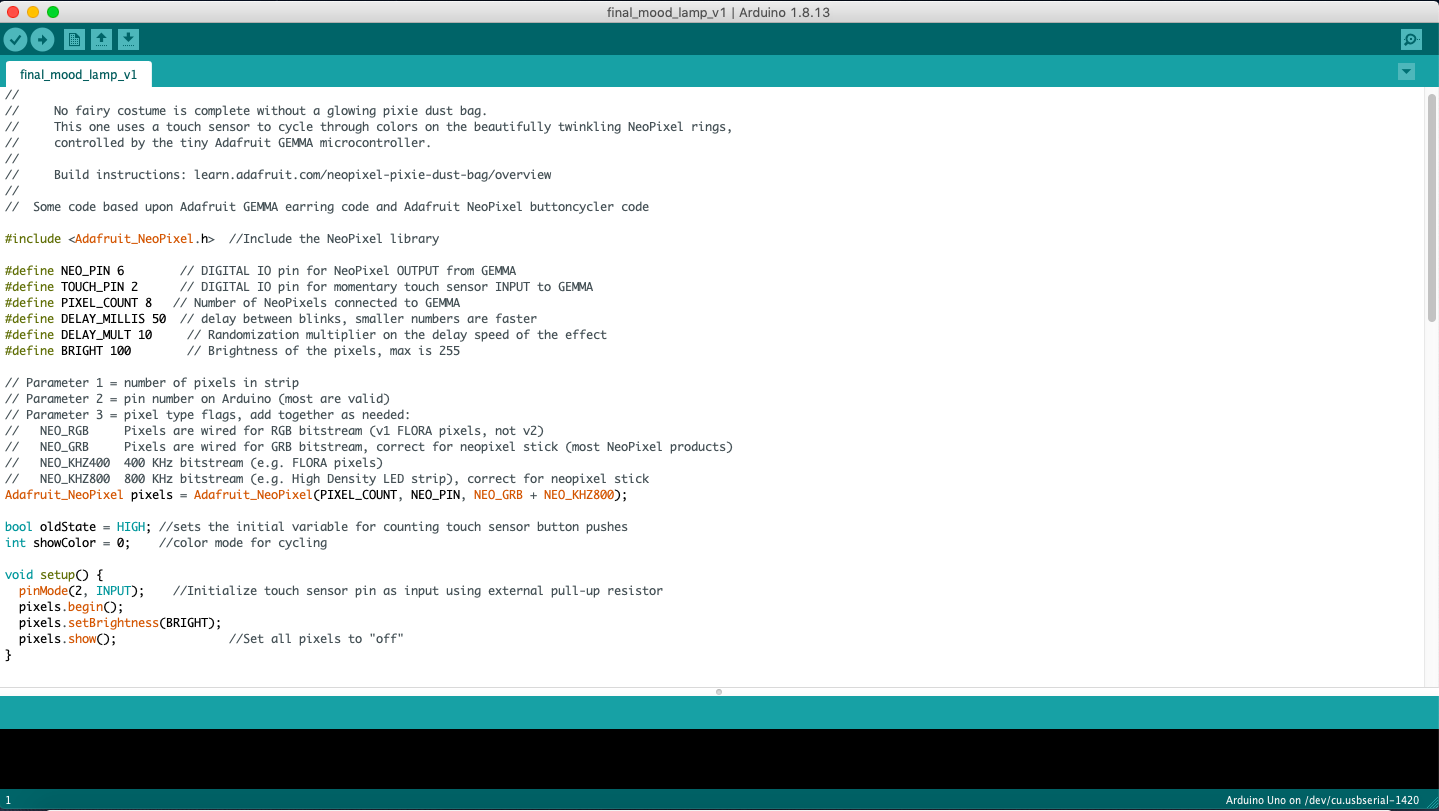 final_mood_lamp_v1 | Arduino 1.8.13
final_mood_lamp_v1
//
//     No fairy costume is complete without a glowing pixie dust bag.
//     This one uses a touch sensor to cycle through colors on the beautifully twinkling NeoPixel rings,
//     controlled by the tiny Adafruit GEMMA microcontroller.
//
//     Build instructions: learn.adafruit.com/neopixel-pixie-dust-bag/overview
//
//  Some code based upon Adafruit GEMMA earring code and Adafruit NeoPixel buttoncycler code
#include <Adafruit_NeoPixel.h>  //Include the NeoPixel library
#define NEO_PIN 6        // DIGITAL IO pin for NeoPixel OUTPUT from GEMMA
#define TOUCH_PIN 2      // DIGITAL IO pin for momentary touch sensor INPUT to GEMMA
#define PIXEL_COUNT 8   // Number of NeoPixels connected to GEMMA
#define DELAY_MILLIS 50  // delay between blinks, smaller numbers are faster
#define DELAY_MULT 10     // Randomization multiplier on the delay speed of the effect
#define BRIGHT 100        // Brightness of the pixels, max is 255
// Parameter 1 = number of pixels in strip
// Parameter 2 = pin number on Arduino (most are valid)
// Parameter 3 = pixel type flags, add together as needed:
//   NEO_RGB     Pixels are wired for RGB bitstream (v1 FLORA pixels, not v2)
//   NEO_GRB     Pixels are wired for GRB bitstream, correct for neopixel stick (most NeoPixel products)
//   NEO_KHZ400  400 KHz bitstream (e.g. FLORA pixels)
//   NEO_KHZ800  800 KHz bitstream (e.g. High Density LED strip), correct for neopixel stick
Adafruit_NeoPixel pixels = Adafruit_NeoPixel(PIXEL_COUNT, NEO_PIN, NEO_GRB + NEO_KHZ800);
bool oldState = HIGH; //sets the initial variable for counting touch sensor button pushes
int showColor = 0;    //color mode for cycling
void setup() {
  pinMode(2, INPUT);    //Initialize touch sensor pin as input using external pull-up resistor
  pixels.begin();
  pixels.setBrightness(BRIGHT);
  pixels.show();                //Set all pixels to "off"
}
1
Arduino Uno on /dev/cu.usbserial-1420